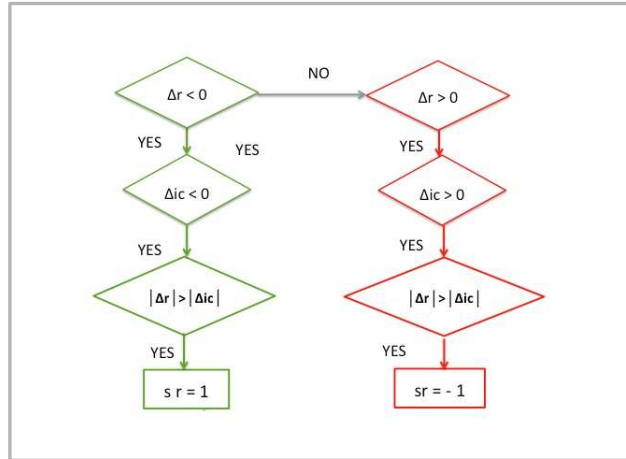 NO
Δr < 0
Δr > 0
YES
YES
YES
Δic < 0
Δic > 0
YES
YES
|Δr|>|Δic|
|Δr|>|Δic|
YES
YES
s r = 1
sr = - 1